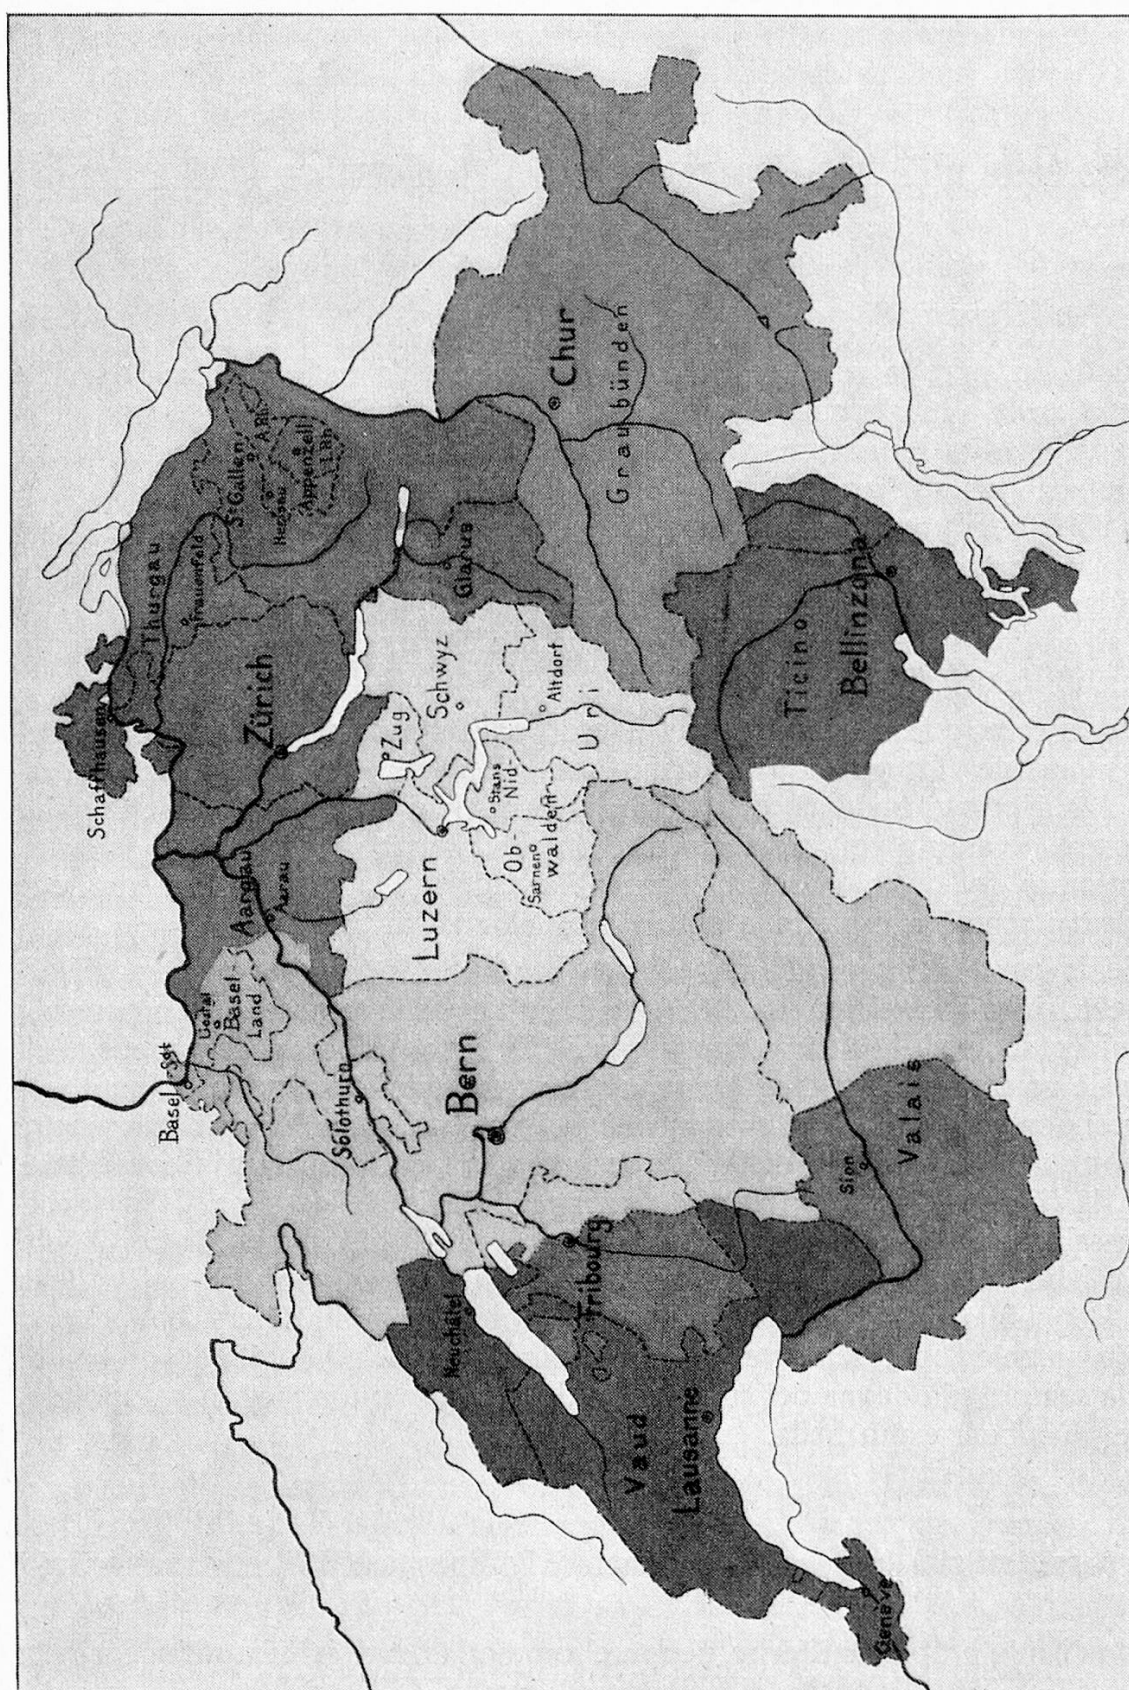 Schaffhausen
Thurgau
Frauenfeld
St Gallen
A.Rh.
Herisau
Appenzell
I.Rh.
Zürich
Aargau
Aarau
Basel-Sdt
Liestal
Basel-
Land
Solothurn
Glarus
Schwyz
Zug
Luzern
Altdorf
Uri
Stans
Nid-
Ob-
walden
Sarnen
Chur
Graubünden
Bern
Ticino
Bellinzona
Neuchâtel
Fribourg
Vaud
Lausanne
Sion
Valais
Genève